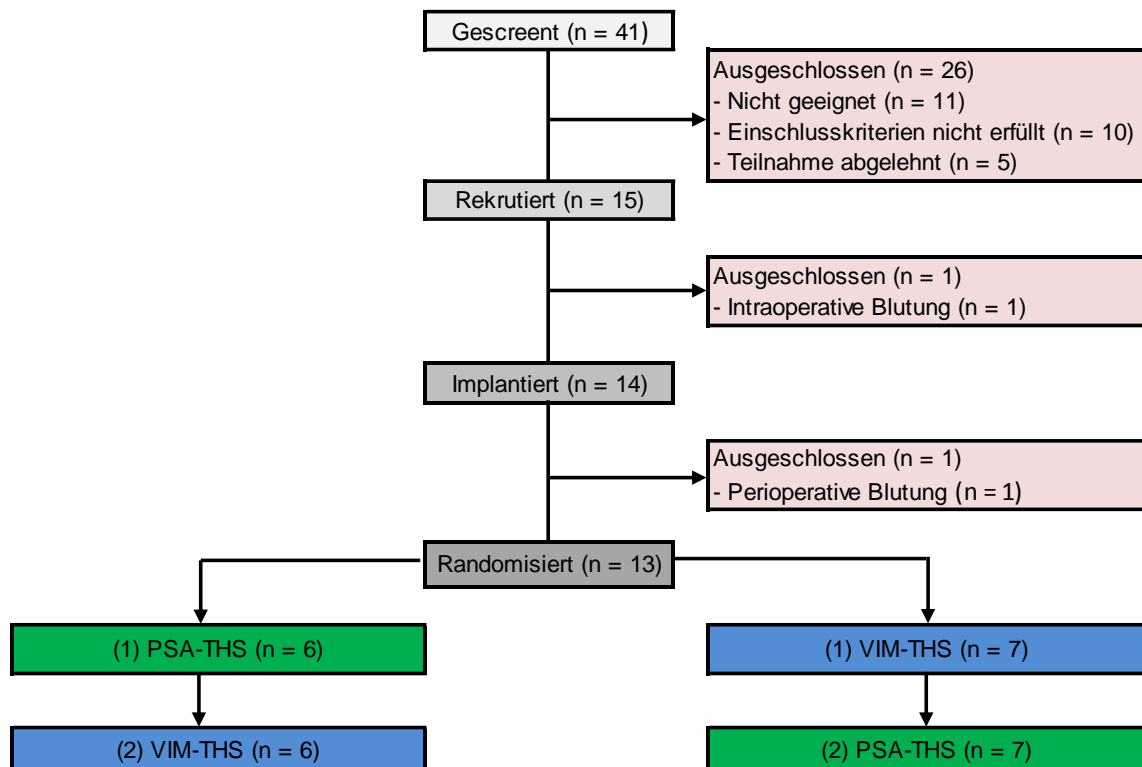 Gescreent (n = 41)
Ausgeschlossen (n = 26)
- Nicht geeignet (n = 11)
- Einschlusskriterien nicht erfüllt (n = 10)
- Teilnahme abgelehnt (n = 5)
Rekrutiert (n = 15)
Ausgeschlossen (n = 1)
- Intraoperative Blutung (n = 1)
Implantiert (n = 14)
Ausgeschlossen (n = 1)
- Perioperative Blutung (n = 1)
Randomisiert (n = 13)
(1) PSA-THS (n = 6)
(1) VIM-THS (n = 7)
(2) VIM-THS (n = 6)
(2) PSA-THS (n = 7)